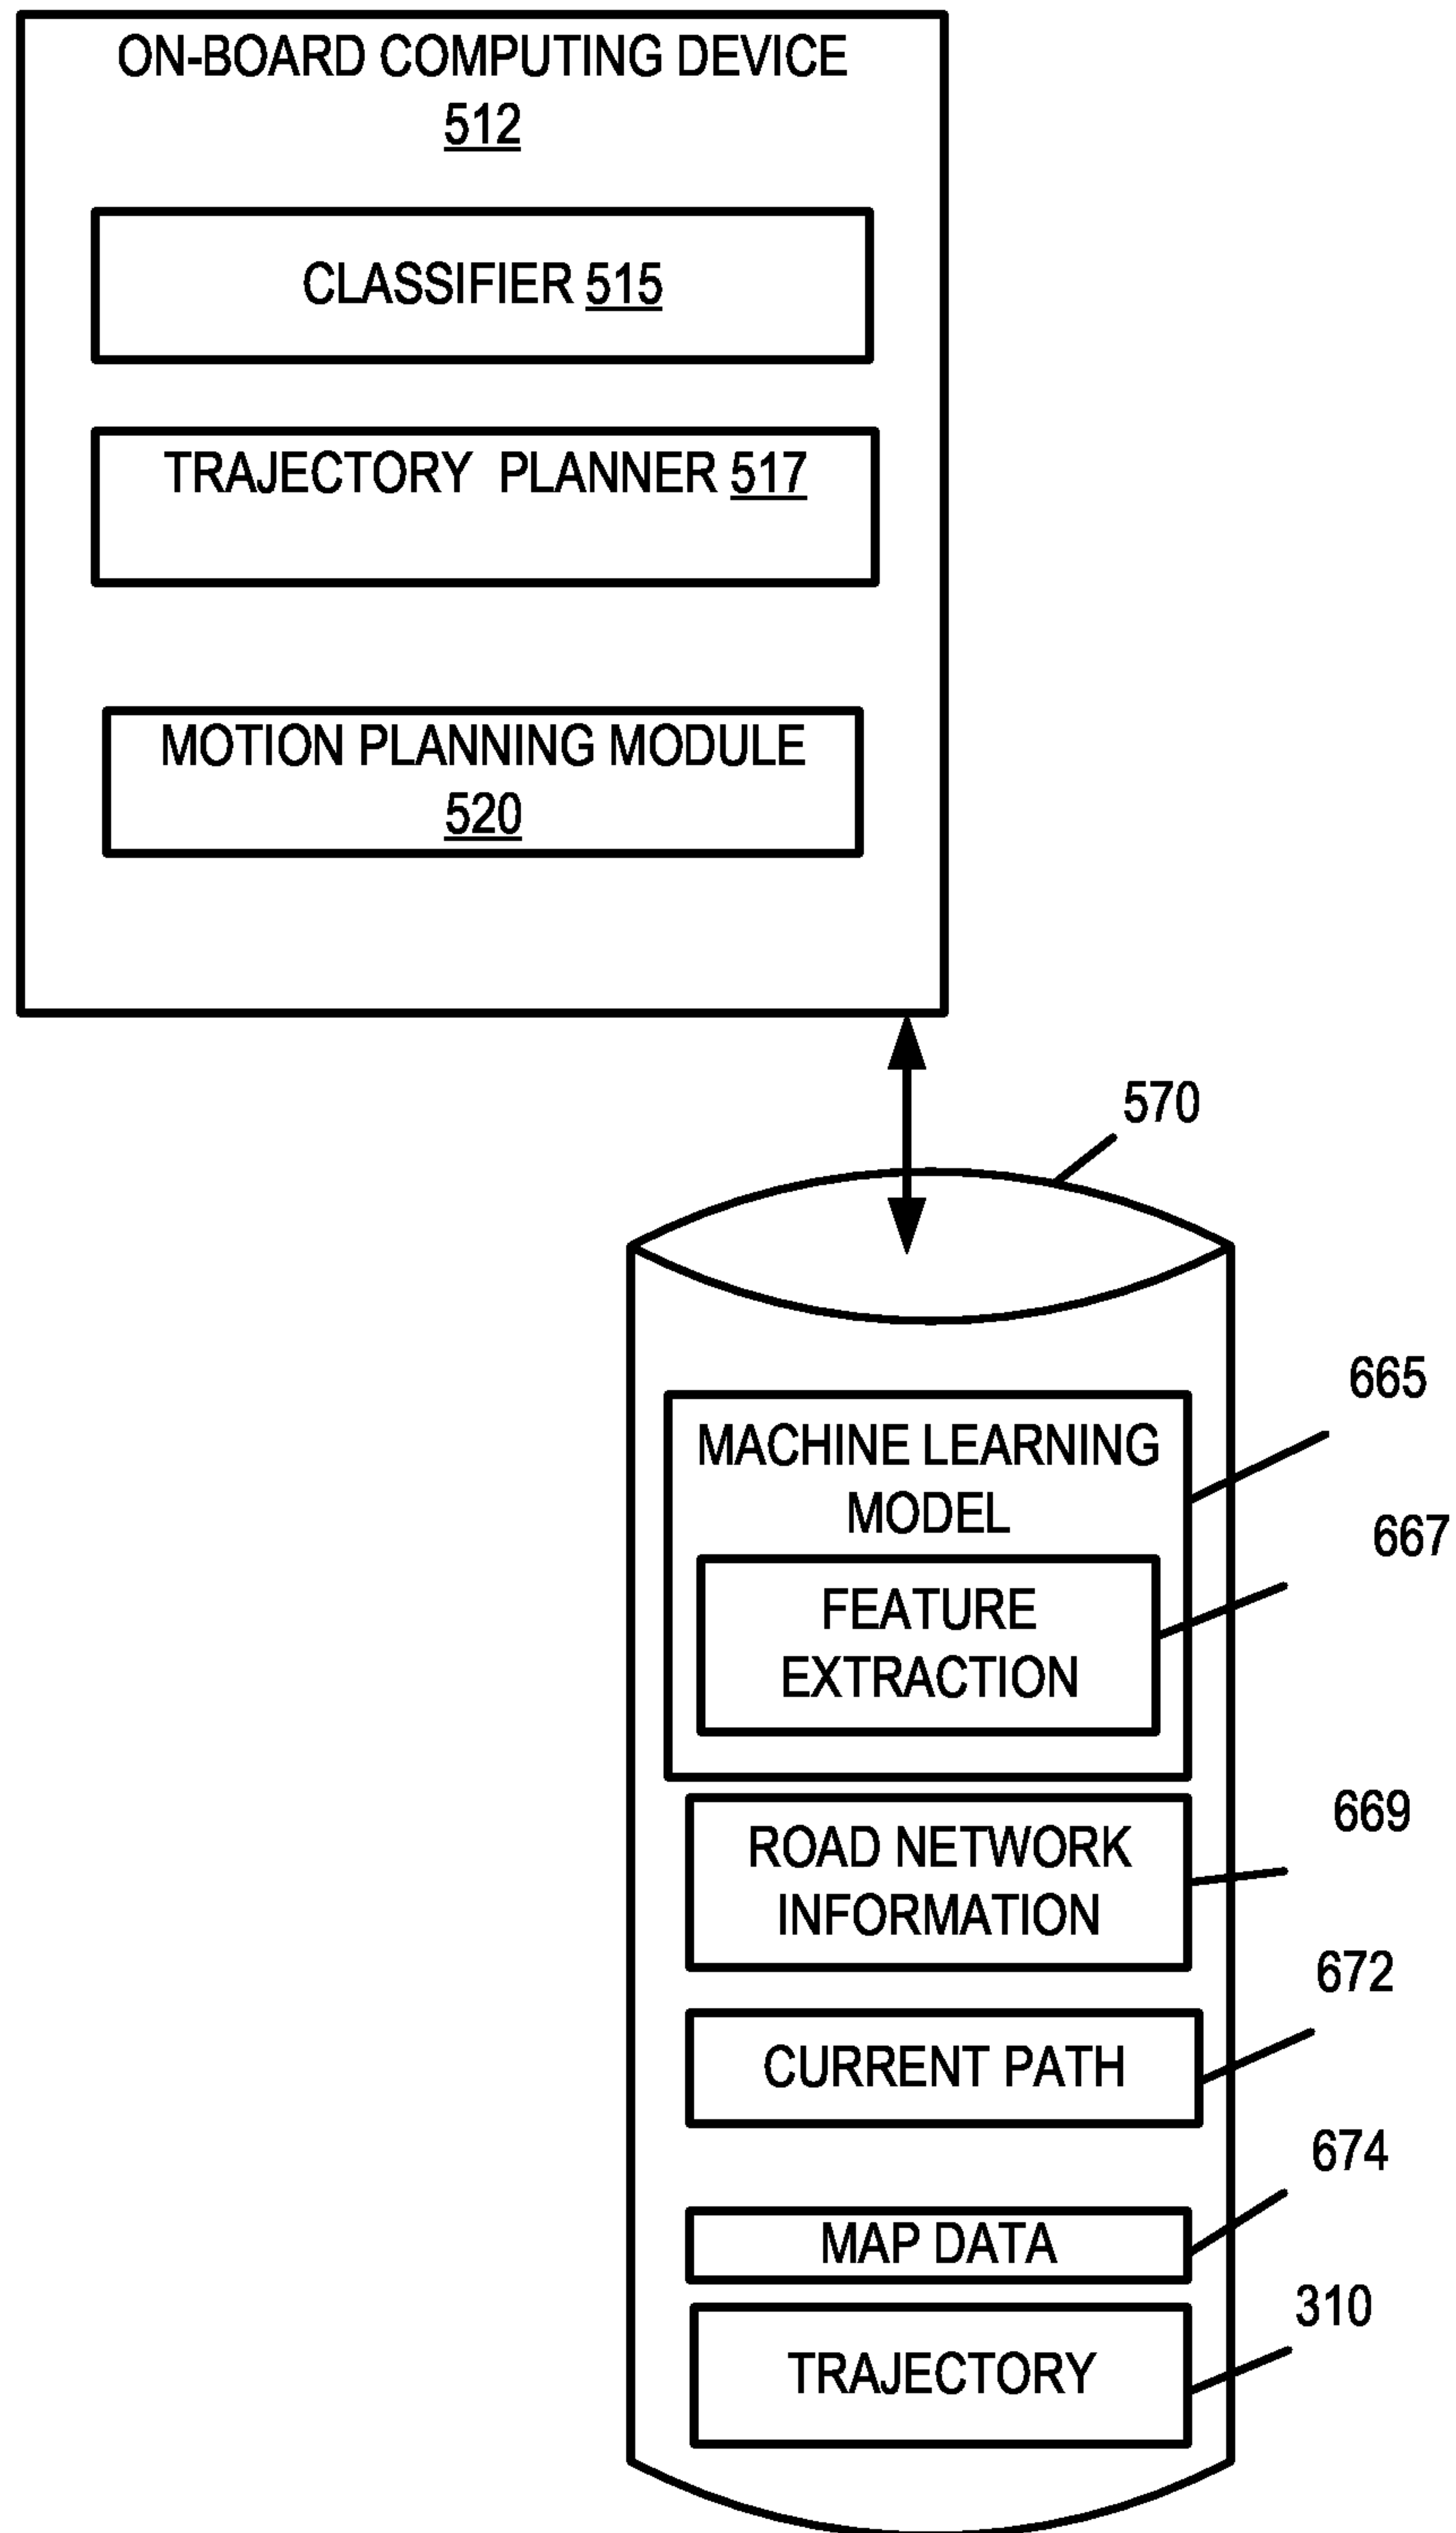 ON-BOARD COMPUTING DEVICE
512
CLASSIFIER 515
TRAJECTORY PLANNER 517
MOTION PLANNING MODULE
520
570
665
MACHINE LEARNING
MODEL
667
FEATURE
EXTRACTION
669
ROAD NETWORK
INFORMATION
672
CURRENT PATH
674
MAP DATA
310
TRAJECTORY